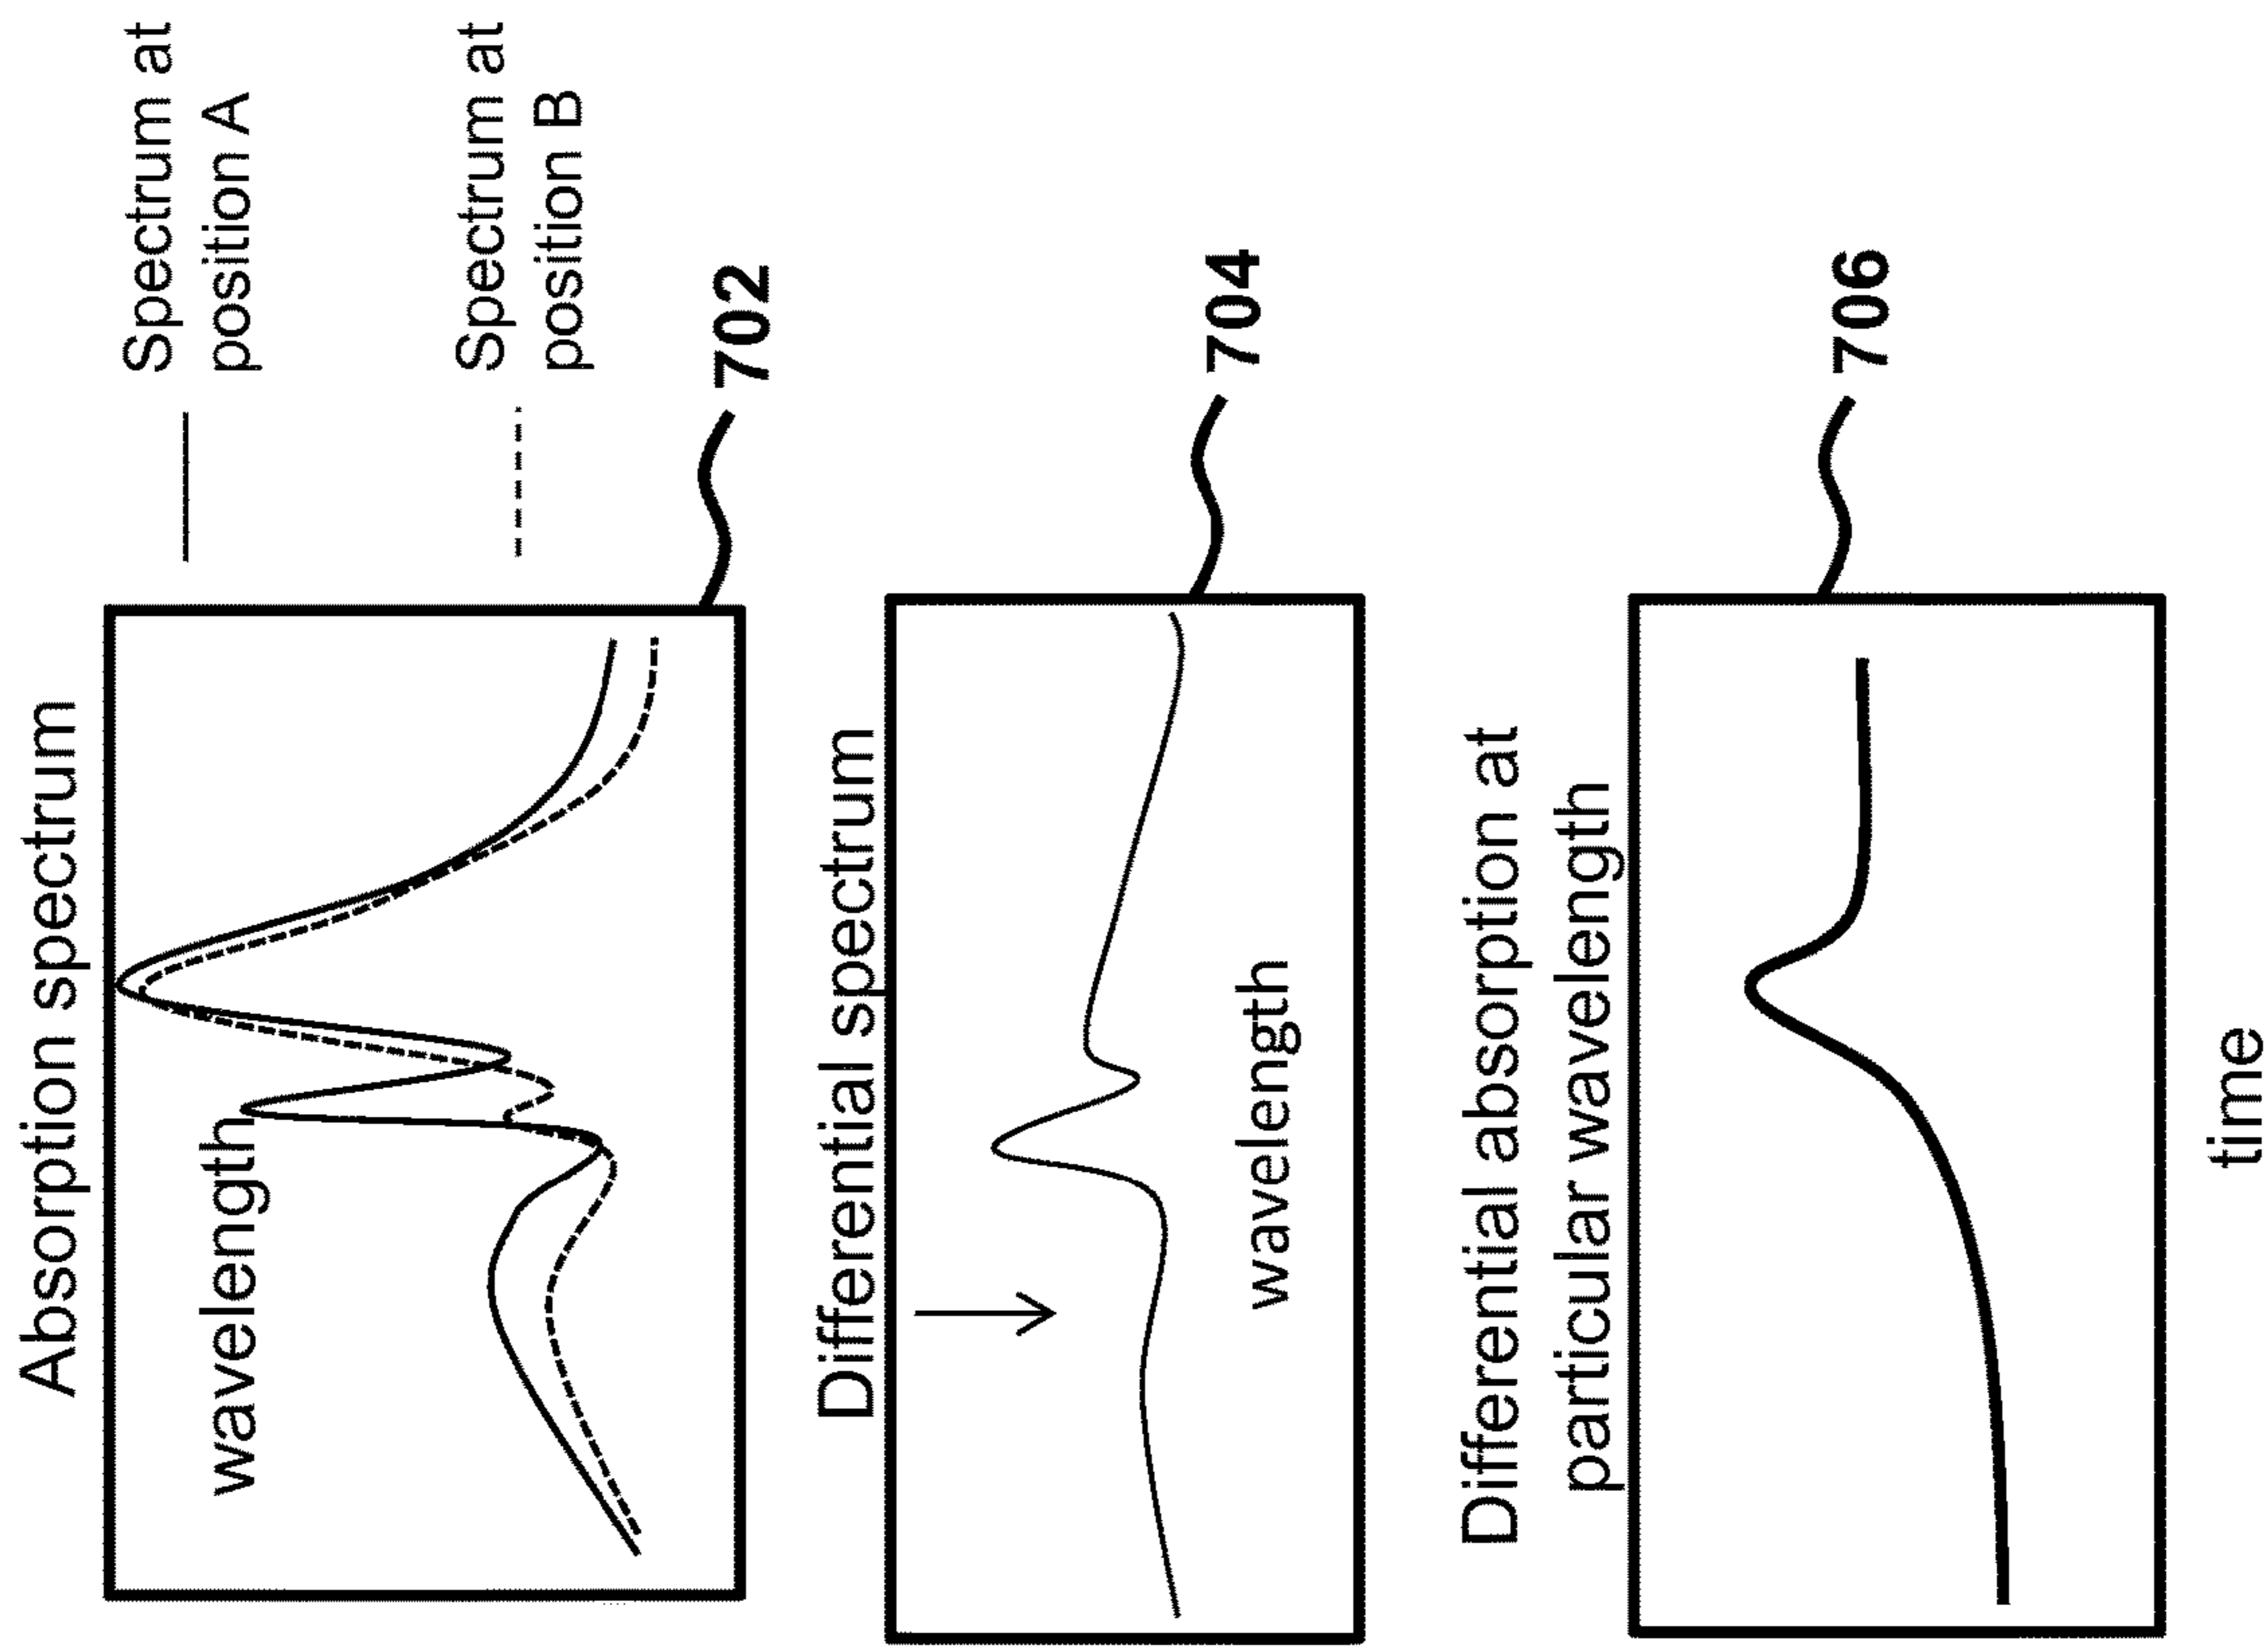 Absorption spectrum
wavelength
Spectrum at
position A
Spectrum at
position B
702
Differential spectrum
wavelength
704
Differential absorption at
particular wavelength
706
time